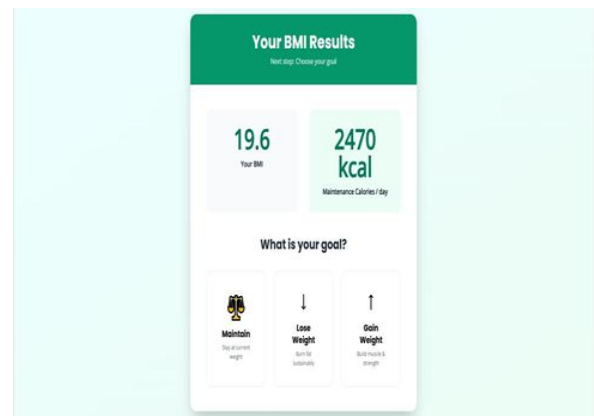 Your BMI Results
Next step: Choose your goal
19.6
Your BMI
2470
kcal
Maintenance Calories / day
What is your goal?
Maintain
Stay at current
weight
↓
Lose
Weight
Burn fat
sustainably
↑
Gain
Weight
Build muscle &
strength